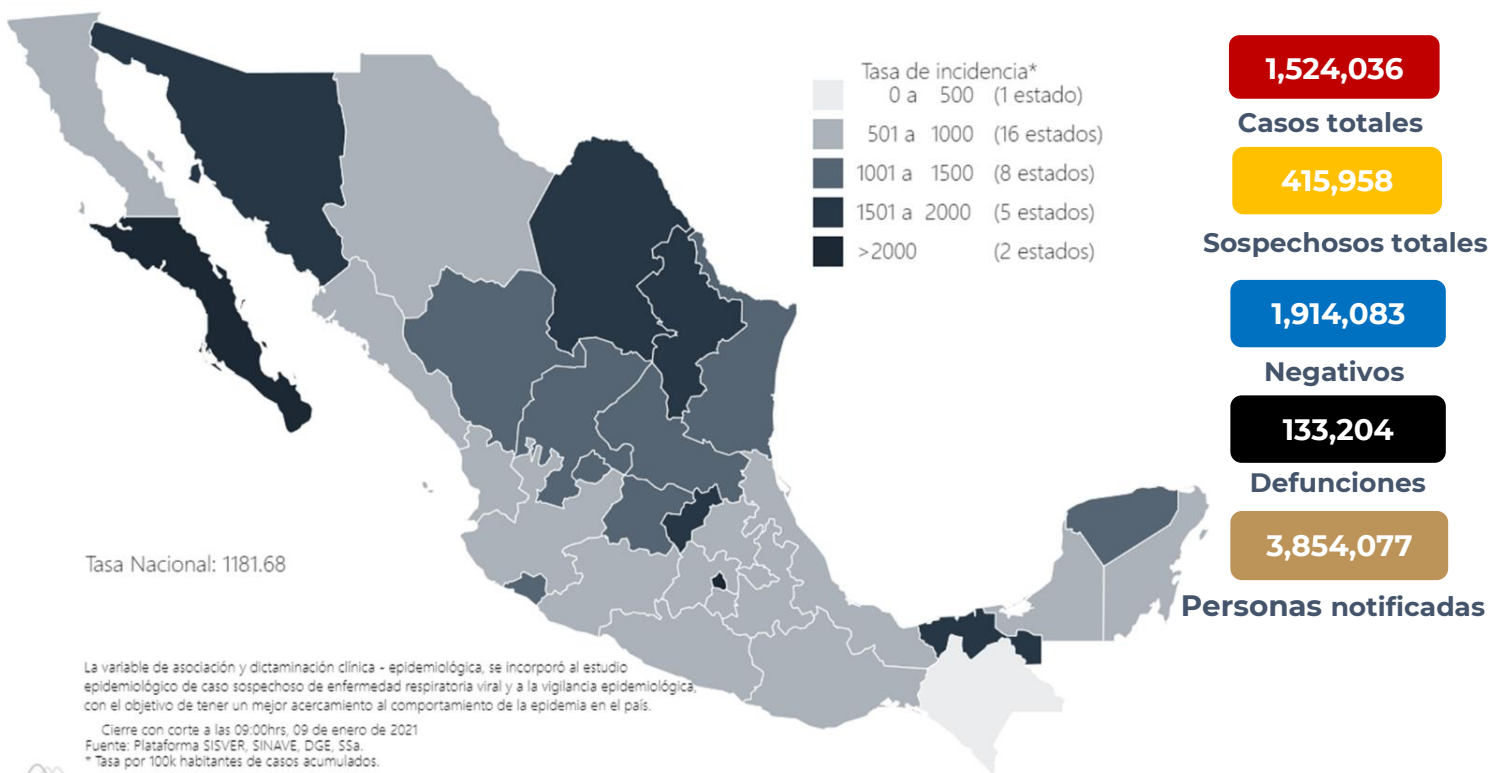 Tasa de incidencia*
0 a 500 (1 estado)
501 a 1000 (16 estados)
1001 a 1500 (8 estados)
1501 a 2000 (5 estados)
>2000 (2 estados)
1,524,036
Casos totales
415,958
Sospechosos totales
1,914,083
Negativos
133,204
Defunciones
3,854,077
Personas notificadas
Tasa Nacional: 1181.68
La variable de asociación y dictaminación clínica - epidemiológica, se incorporó al estudio
epidemiológico de caso sospechoso de enfermedad respiratoria viral y a la vigilancia epidemiológica,
con el objetivo de tener un mejor acercamiento al comportamiento de la epidemia en el país.
Cierre con corte a las 09:00hrs, 09 de enero de 2021
Fuente: Plataforma SISVER, SINAVE, DGE, SSa.
* Tasa por 100k habitantes de casos acumulados.